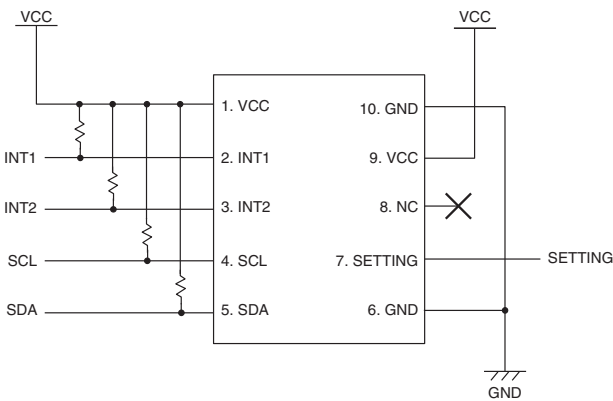 VCC
VCC
1. VCC
10. GND
INT1
2. INT1
9. VCC
INT2
3. INT2
8. NC
SCL
4. SCL
7. SETTING
SETTING
SDA
5. SDA
6. GND
GND